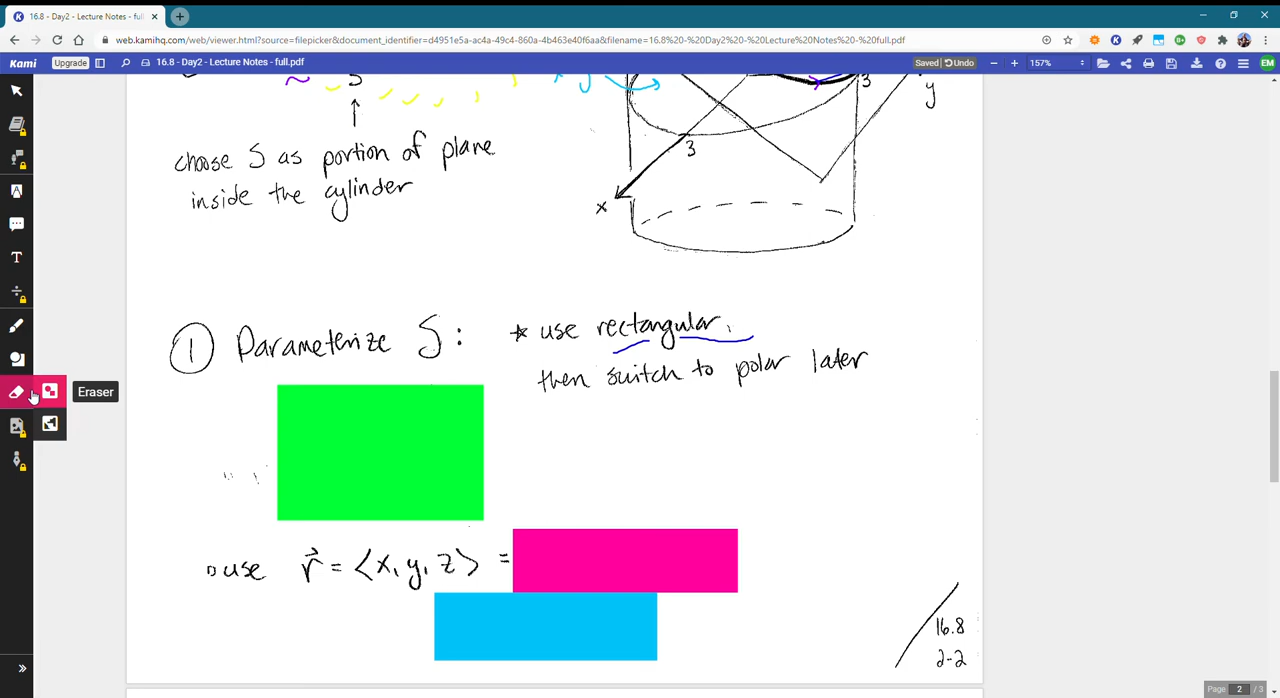 16.8 - Day2 - Lecture Notes - full
web.kamihq.com/web/viewer.html?source=filepicker&document_identifier=d4951e5a-ac4a-49c4-860a-4b463e40f6aa&filename=16.8%20-%20Day2%20-%20Lecture%20Notes%20-%20full.pdf
Kami
Upgrade
16.8 - Day2 - Lecture Notes - full.pdf
Saved
Undo
157%
EM
S
y
3
y
choose S as portion of plane
inside the cylinder
3
x
① Parameterize S:
* use rectangular,
then switch to polar later
Eraser
use r⃗ = ⟨x, y, z⟩ =
16.8
2-2
Page 2 / 3